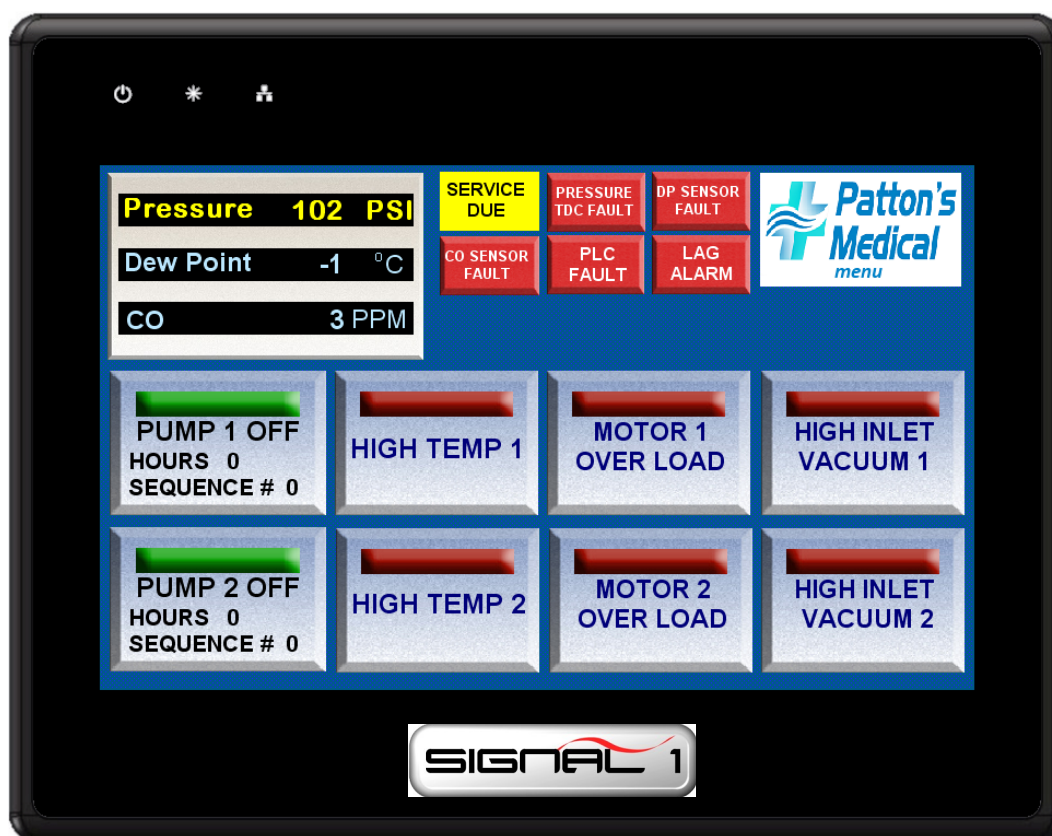 Pressure 102 PSI
Dew Point -1 °C
CO 3 PPM
SERVICE
DUE
PRESSURE
TDC FAULT
DP SENSOR
FAULT
CO SENSOR
FAULT
PLC
FAULT
LAG
ALARM
Patton's
Medical
menu
PUMP 1 OFF
HOURS 0
SEQUENCE # 0
HIGH TEMP 1
MOTOR 1
OVER LOAD
HIGH INLET
VACUUM 1
PUMP 2 OFF
HOURS 0
SEQUENCE # 0
HIGH TEMP 2
MOTOR 2
OVER LOAD
HIGH INLET
VACUUM 2
SIGNAL 1